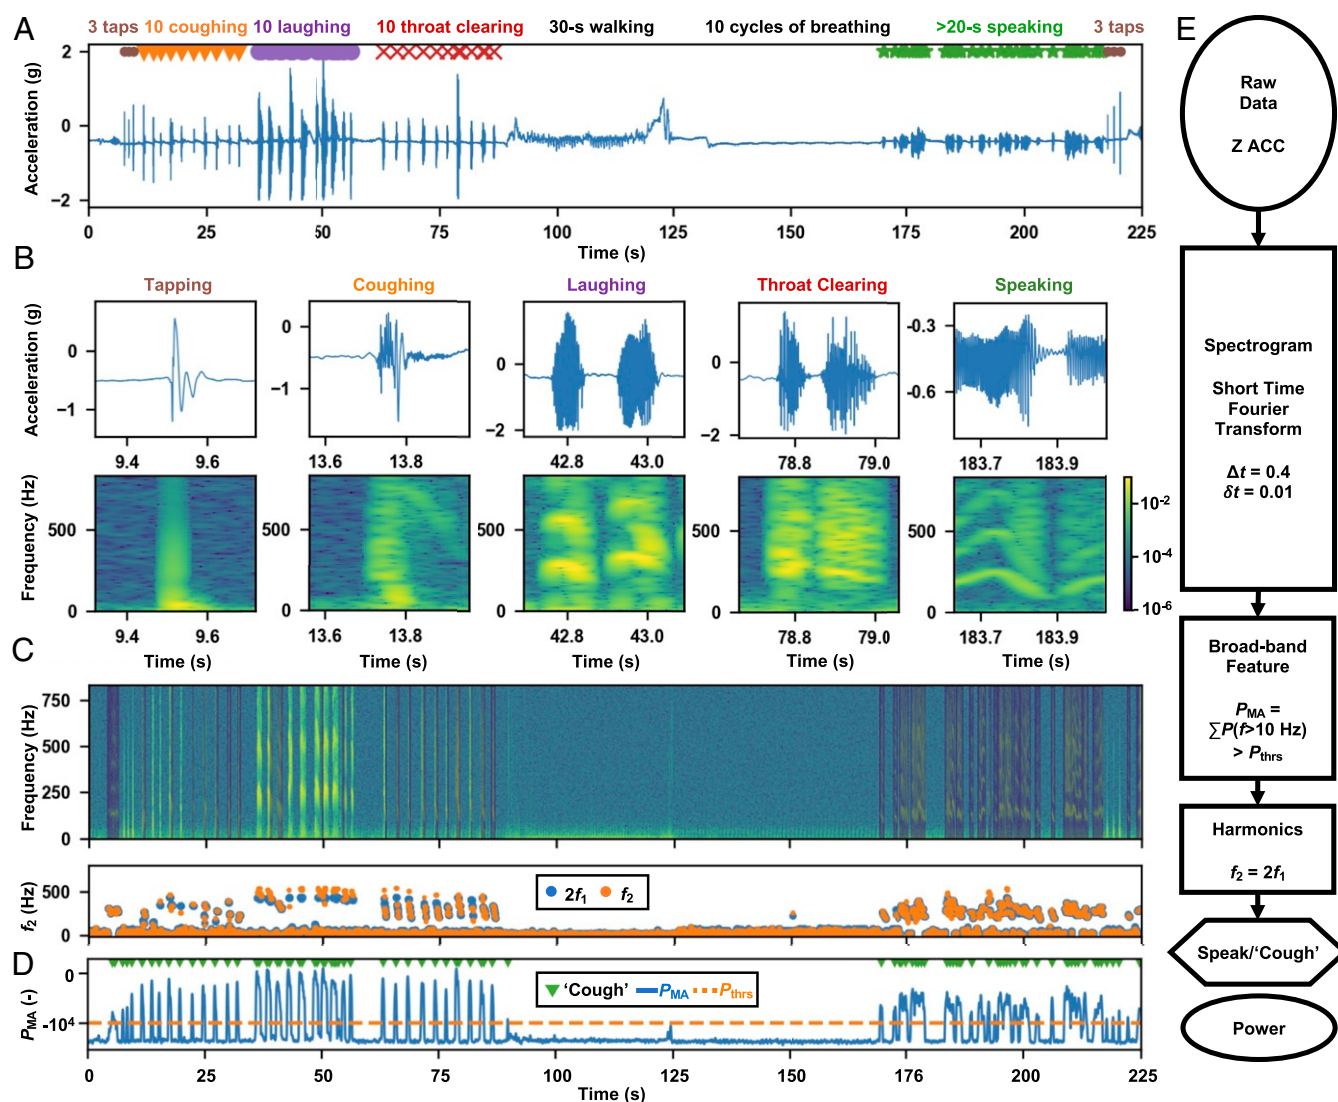 A
3 taps 10 coughing 10 laughing 10 throat clearing 30-s walking 10 cycles of breathing >20-s speaking 3 taps
Acceleration (g)
2
0
−2
0 25 50 75 100 125 150 175 200 225
Time (s)
B
Tapping Coughing Laughing Throat Clearing Speaking
Acceleration (g)
0
−1
0
−1
0
−2
0
−2
-0.3
-0.6
9.4 9.6 13.6 13.8 42.8 43.0 78.8 79.0 183.7 183.9
Frequency (Hz)
500
0
500
0
500
0
500
0
500
0
10⁻²
10⁻⁴
10⁻⁶
9.4 9.6 13.6 13.8 42.8 43.0 78.8 79.0 183.7 183.9
Time (s) Time (s) Time (s) Time (s) Time (s)
C
Frequency (Hz)
750
500
250
0
f₂ (Hz)
500
0
2f₁ f₂
D
P_MA (-)
0
-10⁴
'Cough' P_MA P_thrs
0 25 50 75 100 125 150 176 200 225
Time (s)
E
Raw
Data
Z ACC
Spectrogram
Short Time
Fourier
Transform
Δt = 0.4
δt = 0.01
Broad-band
Feature
P_MA =
∑P(f>10 Hz)
> P_thrs
Harmonics
f₂ = 2f₁
Speak/'Cough'
Power